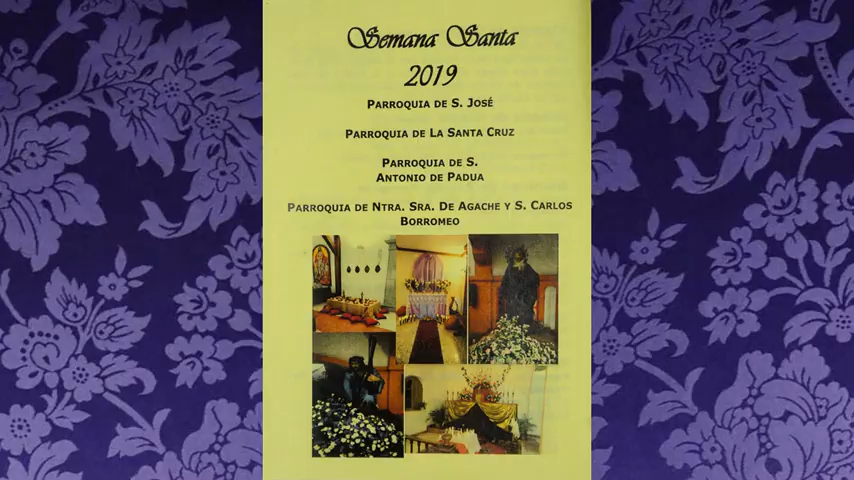 Semana Santa
2019
PARROQUIA DE S. JOSÉ
PARROQUIA DE LA SANTA CRUZ
PARROQUIA DE S.
ANTONIO DE PADUA
PARROQUIA DE NTRA. SRA. DE AGACHE Y S. CARLOS
BORROMEO